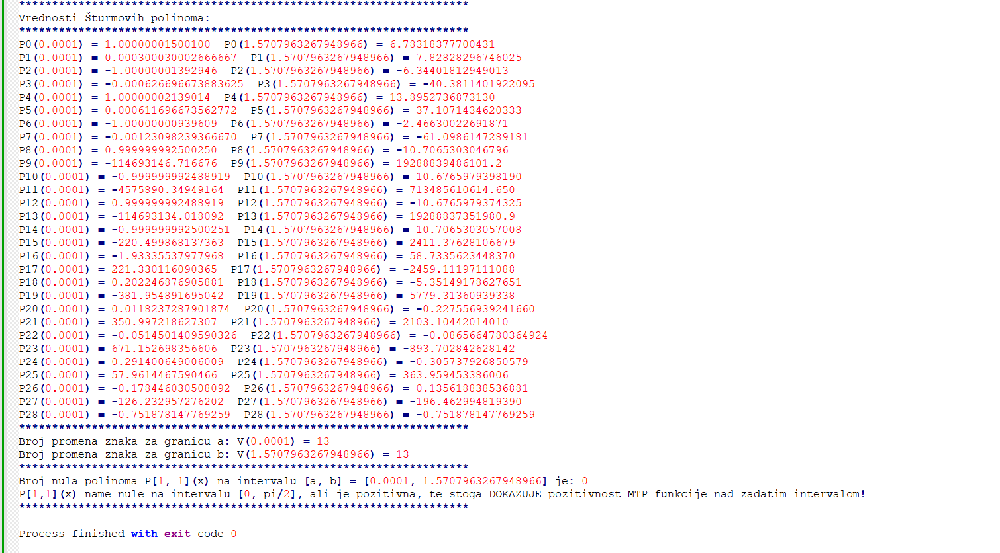 ********************************************************************
Vrednosti Šturmovih polinoma:
********************************************************************
P0(0.0001) = 1.00000001500100  P0(1.5707963267948966) = 6.78318377700431
P1(0.0001) = 0.000300030002666667  P1(1.5707963267948966) = 7.82828296746025
P2(0.0001) = -1.00000001392946  P2(1.5707963267948966) = -6.34401812949013
P3(0.0001) = -0.000626696673883625  P3(1.5707963267948966) = -40.3811401922095
P4(0.0001) = 1.00000002139014  P4(1.5707963267948966) = 13.8952736873130
P5(0.0001) = 0.000611696673562772  P5(1.5707963267948966) = 37.1071434620333
P6(0.0001) = -1.00000000939609  P6(1.5707963267948966) = -2.46630022691871
P7(0.0001) = -0.00123098239366670  P7(1.5707963267948966) = -61.0986147289181
P8(0.0001) = 0.999999992500250  P8(1.5707963267948966) = -10.7065303046796
P9(0.0001) = -114693146.716676  P9(1.5707963267948966) = 19288839486101.2
P10(0.0001) = -0.999999992488919  P10(1.5707963267948966) = 10.6765979398190
P11(0.0001) = -4575890.34949164  P11(1.5707963267948966) = 713485610614.650
P12(0.0001) = 0.999999992488919  P12(1.5707963267948966) = -10.6765979374325
P13(0.0001) = -114693134.018092  P13(1.5707963267948966) = 19288837351980.9
P14(0.0001) = -0.999999992500251  P14(1.5707963267948966) = 10.7065303057008
P15(0.0001) = -220.499868137363  P15(1.5707963267948966) = 2411.37628106679
P16(0.0001) = -1.93335537977968  P16(1.5707963267948966) = 58.7335623448370
P17(0.0001) = 221.330116090365  P17(1.5707963267948966) = -2459.11197111088
P18(0.0001) = 0.202246876905881  P18(1.5707963267948966) = -5.35149178627651
P19(0.0001) = -381.954891695042  P19(1.5707963267948966) = 5779.31360939338
P20(0.0001) = 0.0118237287901874  P20(1.5707963267948966) = -0.227556939241660
P21(0.0001) = 350.997218627307  P21(1.5707963267948966) = 2103.10442014010
P22(0.0001) = -0.0514501409590326  P22(1.5707963267948966) = -0.0865664780364924
P23(0.0001) = 671.152698356606  P23(1.5707963267948966) = -893.702842628142
P24(0.0001) = 0.291400649006009  P24(1.5707963267948966) = -0.305737926850579
P25(0.0001) = 57.9614467590466  P25(1.5707963267948966) = 363.959453386006
P26(0.0001) = -0.178446030508092  P26(1.5707963267948966) = 0.135618838536881
P27(0.0001) = -126.232957276202  P27(1.5707963267948966) = -196.462994819390
P28(0.0001) = -0.751878147769259  P28(1.5707963267948966) = -0.751878147769259
********************************************************************
Broj promena znaka za granicu a: V(0.0001) = 13
Broj promena znaka za granicu b: V(1.5707963267948966) = 13
********************************************************************
Broj nula polinoma P[1, 1](x) na intervalu [a, b] = [0.0001, 1.5707963267948966] je: 0
P[1,1](x) name nule na intervalu [0, pi/2], ali je pozitivna, te stoga DOKAZUJE pozitivnost MTP funkcije nad zadatim intervalom!
********************************************************************
Process finished with exit code 0